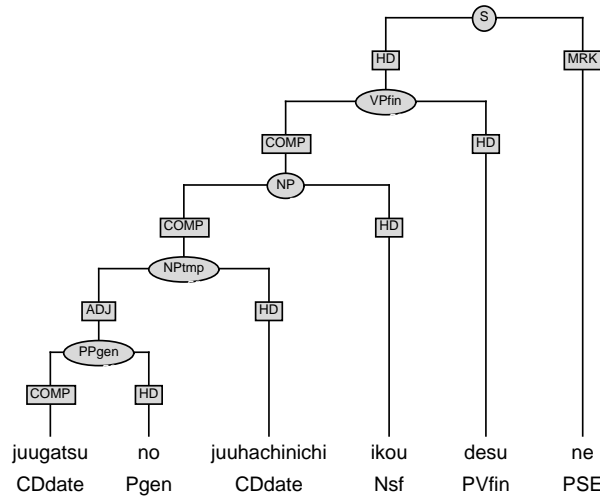 S
HD MRK
VPfin
COMP HD
NP
COMP HD
NPtmp
ADJ HD
PPgen
COMP HD
juugatsu no juuhachinichi ikou desu ne
CDdate Pgen CDdate Nsf PVfin PSE